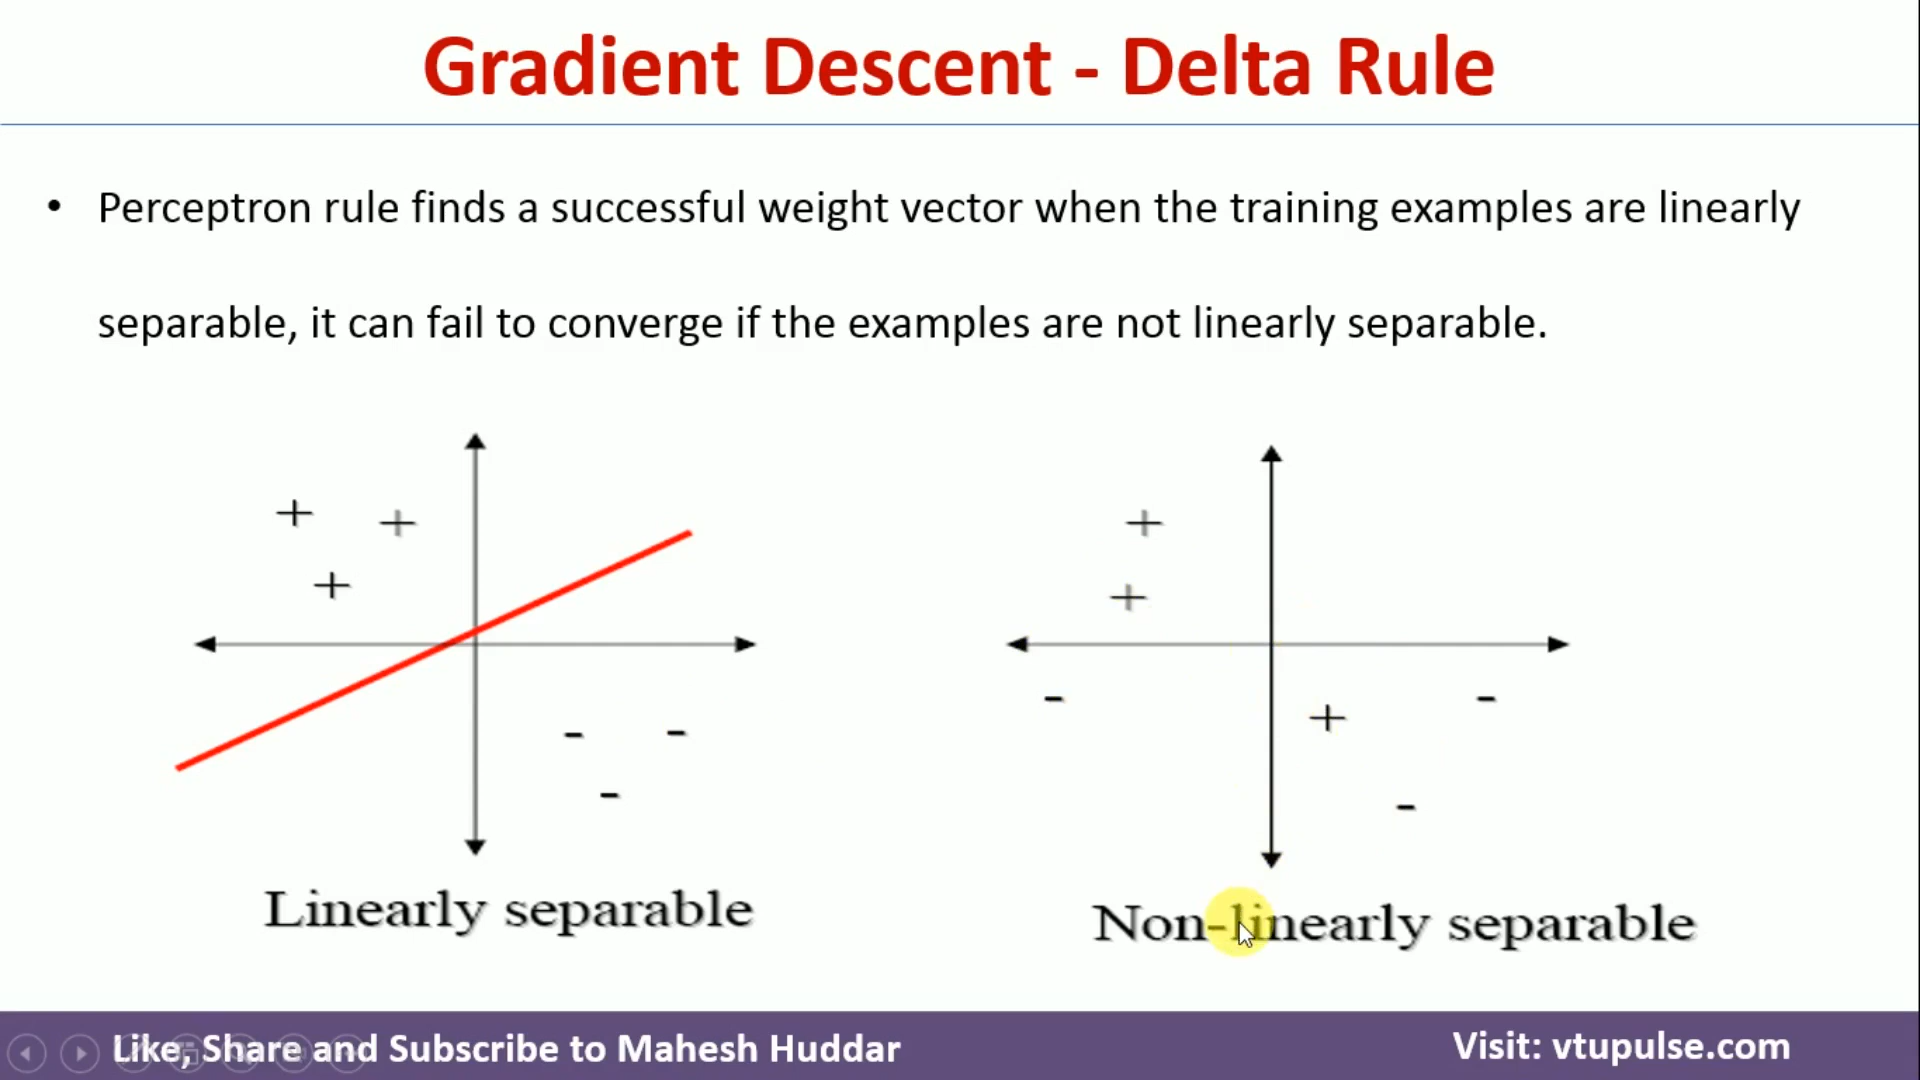 Gradient Descent - Delta Rule
• Perceptron rule finds a successful weight vector when the training examples are linearly
separable, it can fail to converge if the examples are not linearly separable.
+ +
+
- -
-
Linearly separable
+
+
- + -
-
Non-linearly separable
Like, Share and Subscribe to Mahesh Huddar
Visit: vtupulse.com